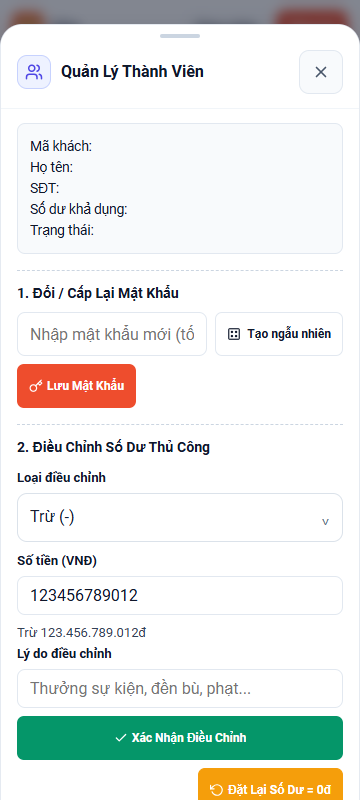 Quản Lý Thành Viên
Mã khách:
Họ tên:
SĐT:
Số dư khả dụng:
Trạng thái:
1. Đổi / Cấp Lại Mật Khẩu
Nhập mật khẩu mới (tố
Tạo ngẫu nhiên
Lưu Mật Khẩu
2. Điều Chỉnh Số Dư Thủ Công
Loại điều chỉnh
Trừ (-)
Số tiền (VNĐ)
123456789012
Trừ 123.456.789.012đ
Lý do điều chỉnh
Thưởng sự kiện, đền bù, phạt...
Xác Nhận Điều Chỉnh
Đặt Lại Số Dư = 0đ